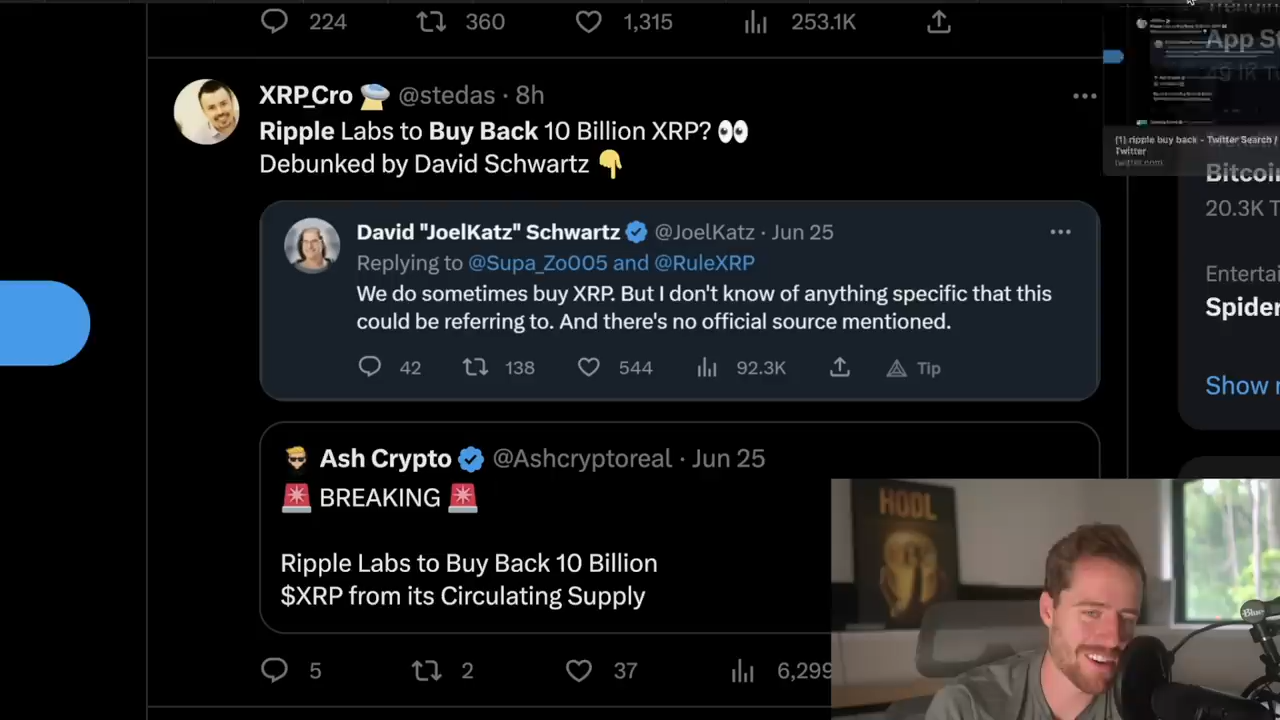 224 360 1,315 253.1K
App St
XRP_Cro @stedas · 8h
Ripple Labs to Buy Back 10 Billion XRP? 👀
Debunked by David Schwartz 👇
David "JoelKatz" Schwartz @JoelKatz · Jun 25
Replying to @Supa_Zo005 and @RuleXRP
We do sometimes buy XRP. But I don't know of anything specific that this
could be referring to. And there's no official source mentioned.
42 138 544 92.3K Tip
Ash Crypto @Ashcryptoreal · Jun 25
🚨 BREAKING 🚨
Ripple Labs to Buy Back 10 Billion
$XRP from its Circulating Supply
5 2 37 6,299
(1) ripple buy back - Twitter Search /
Twitter
twitter.com
Bitcoi
20.3K T
Entertai
Spider
Show
HODL
Blue